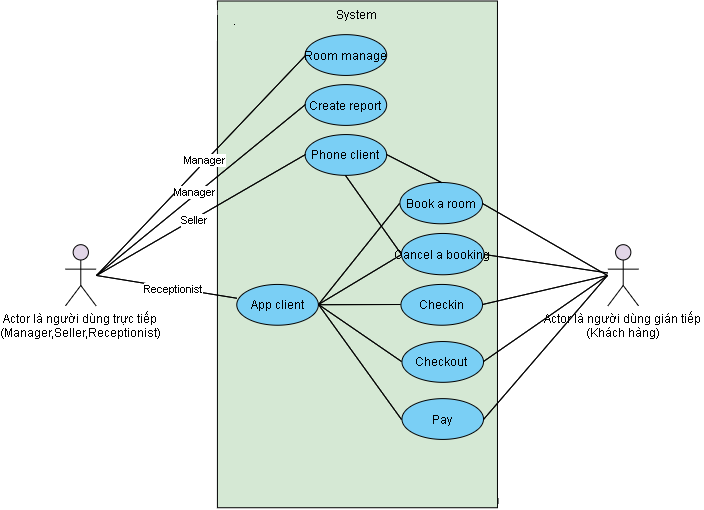 System
Room manage
Create report
Phone client
Manager
Manager
Book a room
Seller
Cancel a booking
Receptionist
App client
Checkin
Actor là người dùng trực tiếp
(Manager,Seller,Receptionist)
Actor là người dùng gián tiếp
(Khách hàng)
Checkout
Pay